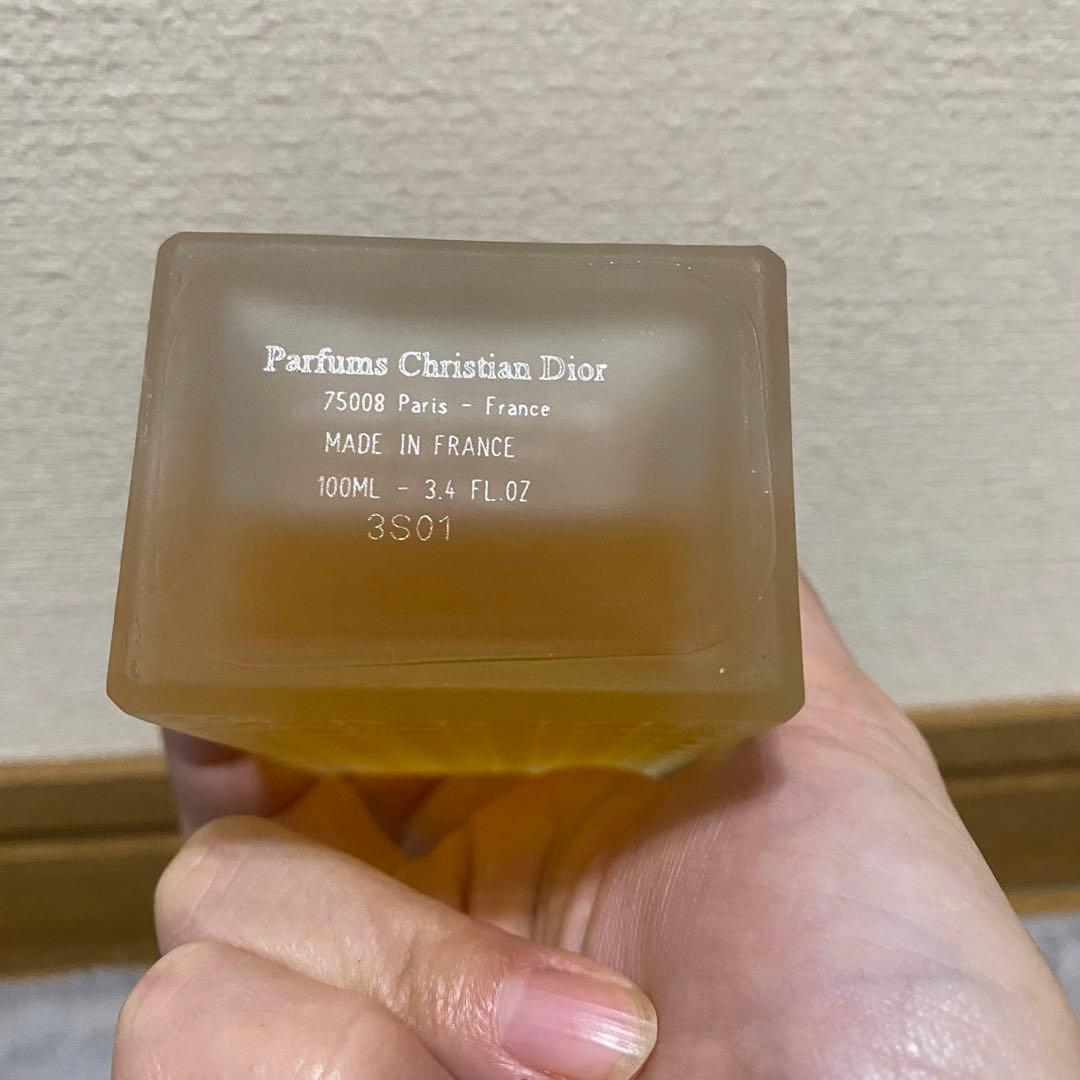 Parfums Christian Dior
75008 Paris - France
MADE IN FRANCE
100ML - 3.4 FL.OZ
3S01